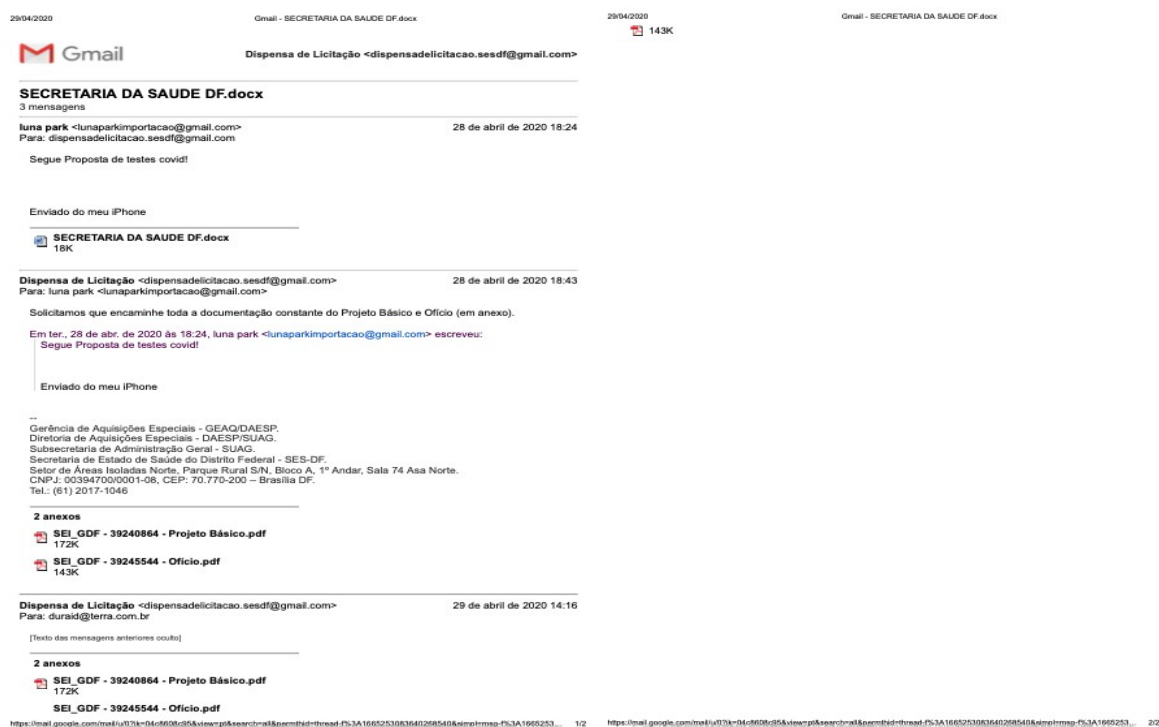 29/04/2020 Gmail - SECRETARIA DA SAUDE DF.docx
Gmail
Dispensa de Licitação <dispensadelicitacao.sesdf@gmail.com>
SECRETARIA DA SAUDE DF.docx
3 mensagens
luna park <lunaparkimportacao@gmail.com> 28 de abril de 2020 18:24
Para: dispensadelicitacao.sesdf@gmail.com
Segue Proposta de testes covid!
Enviado do meu iPhone
SECRETARIA DA SAUDE DF.docx
18K
Dispensa de Licitação <dispensadelicitacao.sesdf@gmail.com> 28 de abril de 2020 18:43
Para: luna park <lunaparkimportacao@gmail.com>
Solicitamos que encaminhe toda a documentação constante do Projeto Básico e Ofício (em anexo).
Em ter., 28 de abr. de 2020 às 18:24, luna park <lunaparkimportacao@gmail.com> escreveu:
Segue Proposta de testes covid!
Enviado do meu iPhone
--
Gerência de Aquisições Especiais - GEAQ/DAESP.
Diretoria de Aquisições Especiais - DAESP/SUAG.
Subsecretaria de Administração Geral - SUAG.
Secretaria de Estado de Saúde do Distrito Federal - SES-DF.
Setor de Áreas Isoladas Norte, Parque Rural S/N, Bloco A, 1º Andar, Sala 74 Asa Norte.
CNPJ: 00394700/0001-08, CEP: 70.770-200 – Brasília DF.
Tel.: (61) 2017-1046
2 anexos
SEI_GDF - 39240864 - Projeto Básico.pdf
172K
SEI_GDF - 39245544 - Ofício.pdf
143K
Dispensa de Licitação <dispensadelicitacao.sesdf@gmail.com> 29 de abril de 2020 14:16
Para: duraid@terra.com.br
[Texto das mensagens anteriores oculto]
2 anexos
SEI_GDF - 39240864 - Projeto Básico.pdf
172K
SEI_GDF - 39245544 - Ofício.pdf
1/2
29/04/2020 Gmail - SECRETARIA DA SAUDE DF.docx
143K
2/2